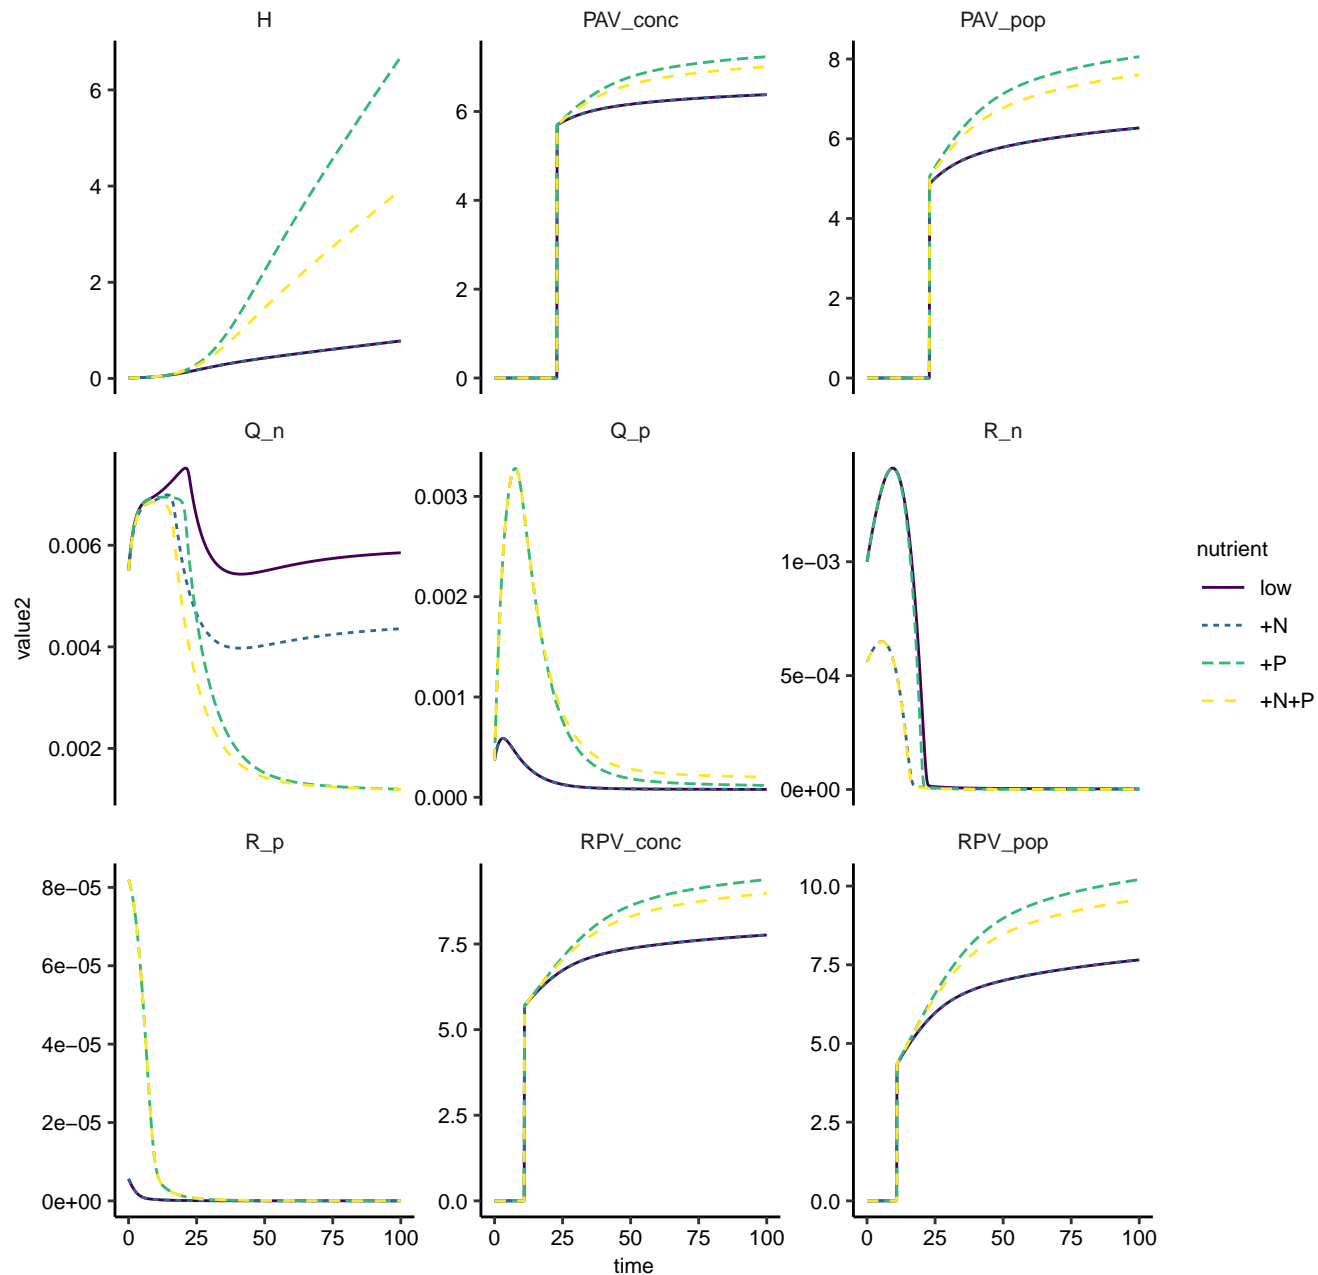 H
PAV_conc
PAV_pop
6
4
2
0
6
4
2
0
8
6
4
2
0
Q_n
Q_p
R_n
value2
0.006
0.004
0.002
0.003
0.002
0.001
0.000
1e−03
5e−04
0e+00
nutrient
low
+N
+P
+N+P
R_p
RPV_conc
RPV_pop
8e−05
6e−05
4e−05
2e−05
0e+00
7.5
5.0
2.5
0.0
10.0
7.5
5.0
2.5
0.0
0 25 50 75 100
0 25 50 75 100
0 25 50 75 100
time